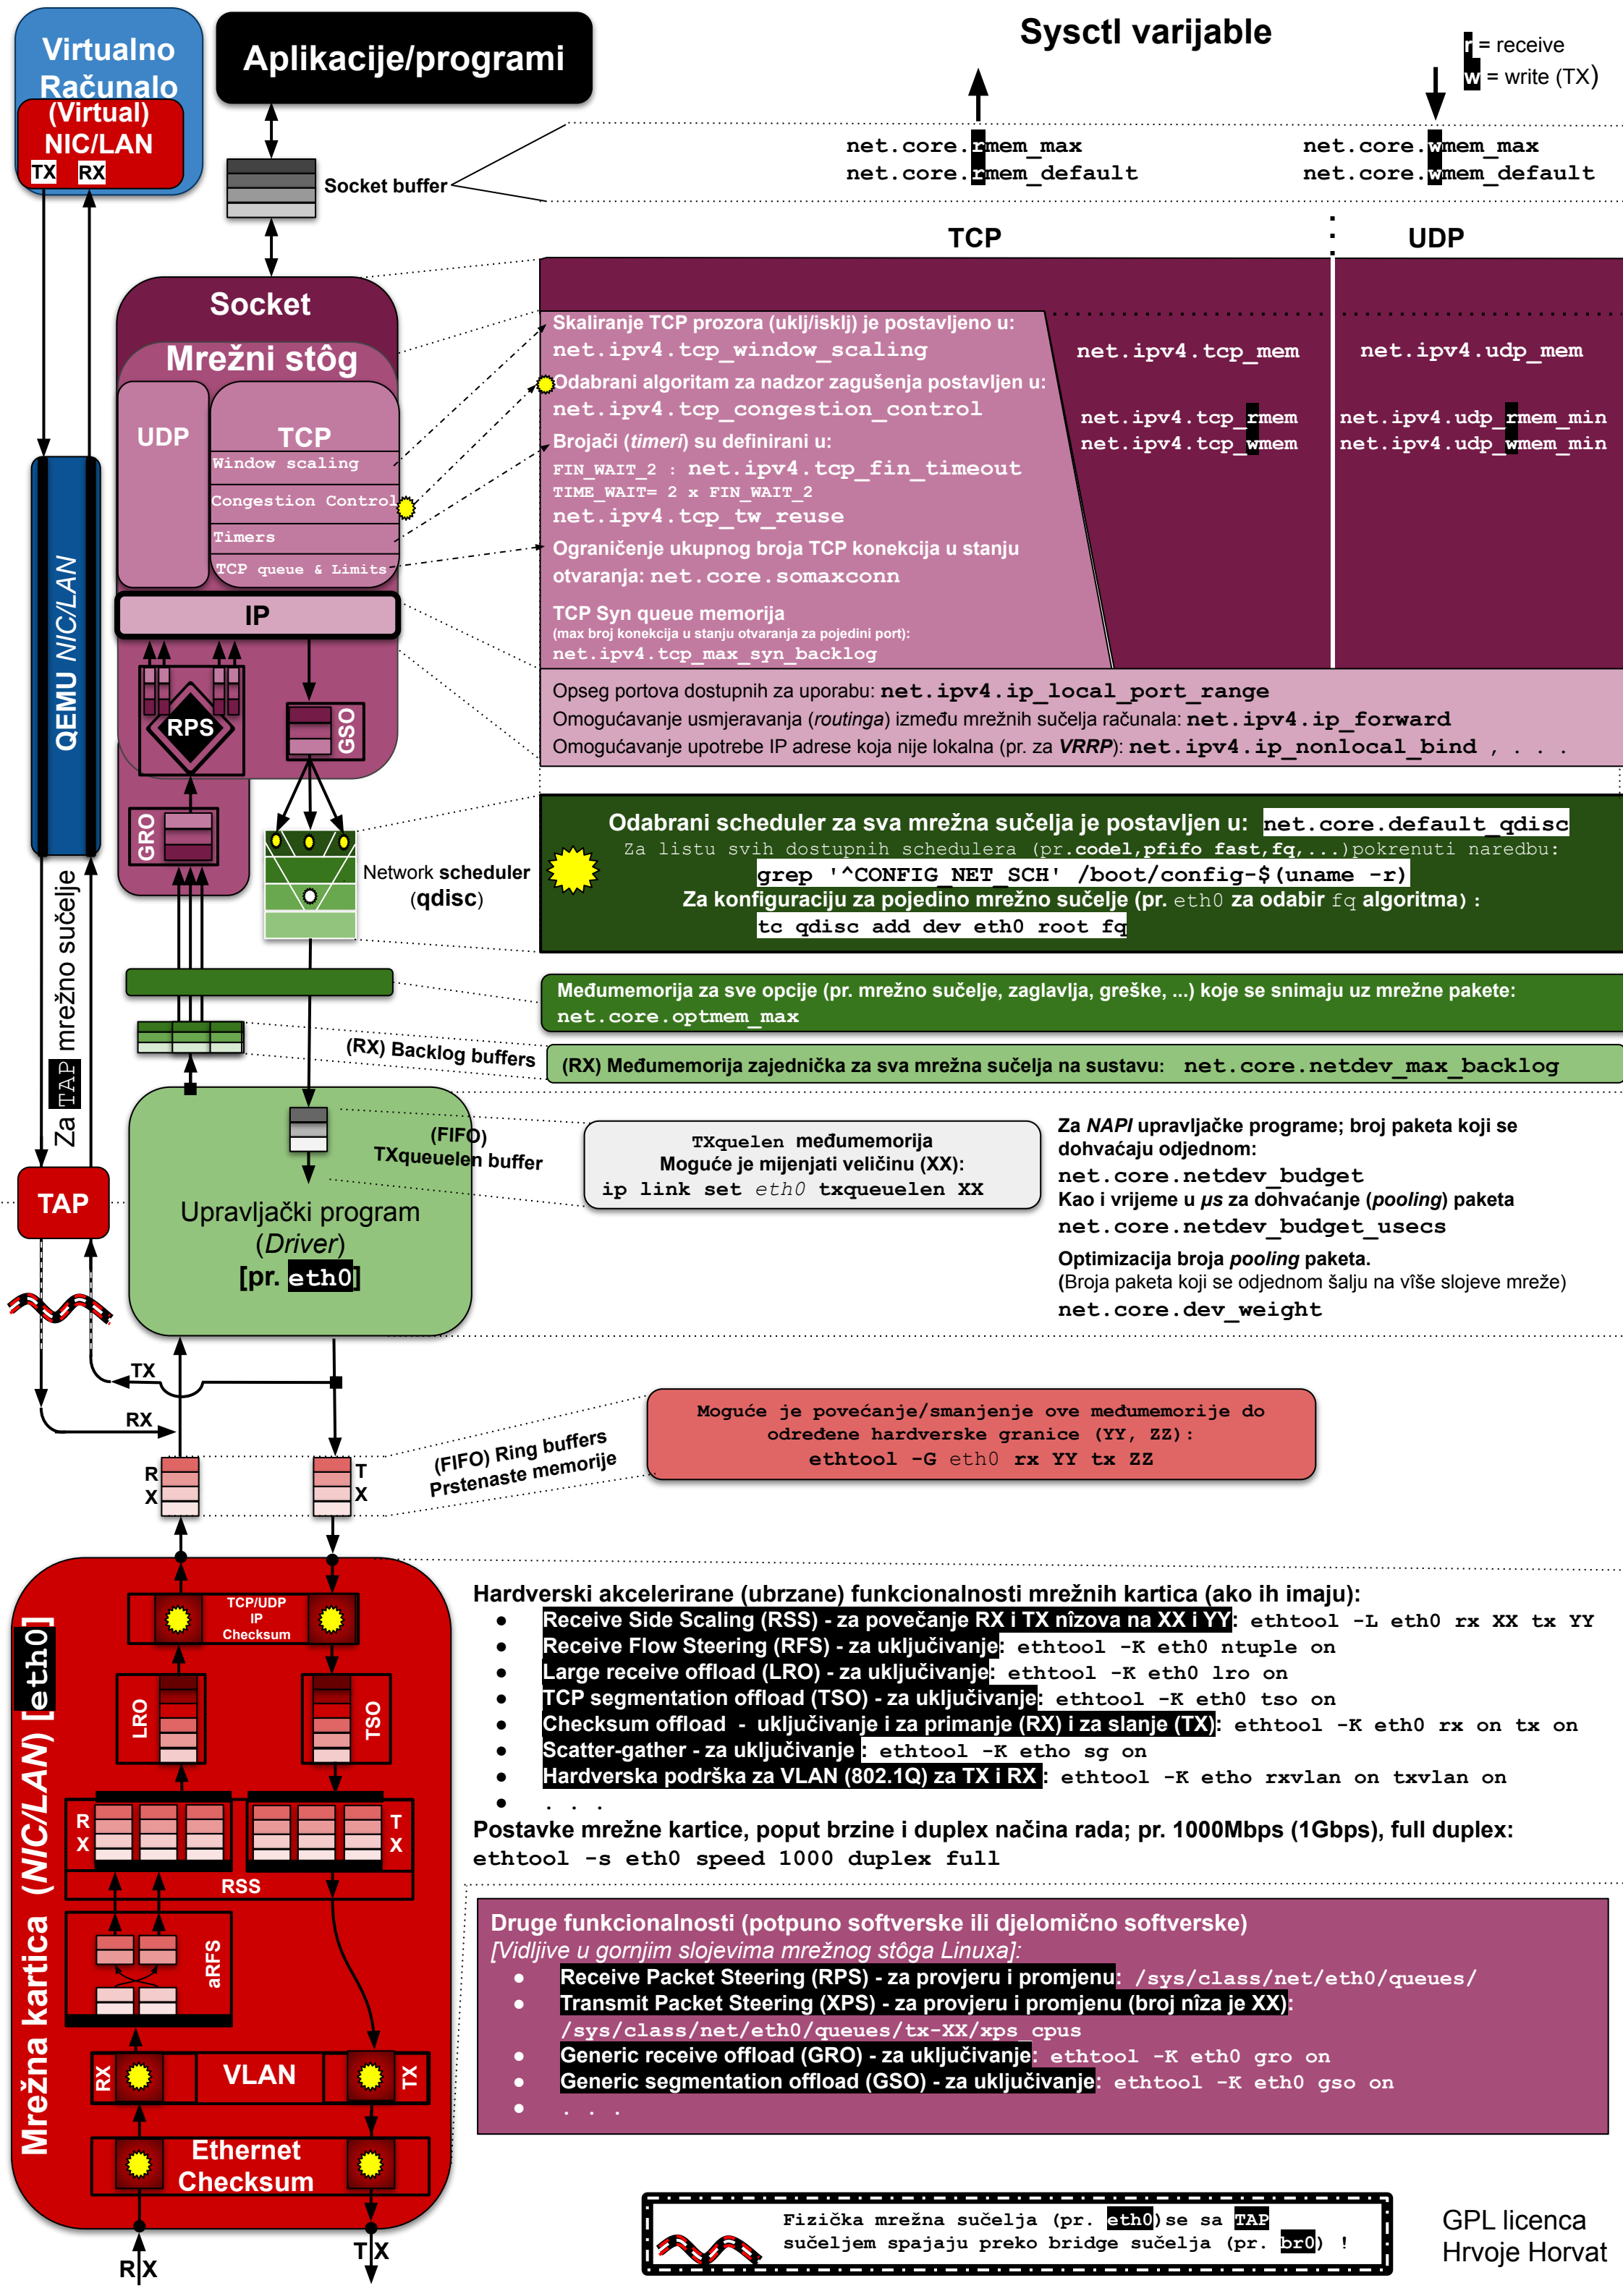 Virtualno
Računalo
(Virtual)
NIC/LAN
TX RX
Aplikacije/programi
Sysctl varijable
r = receive
w = write (TX)
Socket buffer
net.core.rmem_max
net.core.rmem_default
net.core.wmem_max
net.core.wmem_default
TCP
UDP
Socket
Mrežni stôg
UDP
TCP
Window scaling
Congestion Control
Timers
TCP queue & Limits
IP
RPS
GSO
GRO
QEMU NIC/LAN
Skaliranje TCP prozora (uklj/isklj) je postavljeno u:
net.ipv4.tcp_window_scaling
Odabrani algoritam za nadzor zagušenja postavljen u:
net.ipv4.tcp_congestion_control
Brojači (timeri) su definirani u:
FIN_WAIT_2 : net.ipv4.tcp_fin_timeout
TIME_WAIT= 2 x FIN_WAIT_2
net.ipv4.tcp_tw_reuse
Ograničenje ukupnog broja TCP konekcija u stanju
otvaranja: net.core.somaxconn
TCP Syn queue memorija
(max broj konekcija u stanju otvaranja za pojedini port):
net.ipv4.tcp_max_syn_backlog
net.ipv4.tcp_mem
net.ipv4.tcp_rmem
net.ipv4.tcp_wmem
net.ipv4.udp_mem
net.ipv4.udp_rmem_min
net.ipv4.udp_wmem_min
Opseg portova dostupnih za uporabu: net.ipv4.ip_local_port_range
Omogućavanje usmjeravanja (routinga) između mrežnih sučelja računala: net.ipv4.ip_forward
Omogućavanje upotrebe IP adrese koja nije lokalna (pr. za VRRP): net.ipv4.ip_nonlocal_bind , . . .
Network scheduler
(qdisc)
Odabrani scheduler za sva mrežna sučelja je postavljen u: net.core.default_qdisc
Za listu svih dostupnih schedulera (pr.codel,pfifo fast,fq,...)pokrenuti naredbu:
grep '^CONFIG_NET_SCH' /boot/config-$(uname -r)
Za konfiguraciju za pojedino mrežno sučelje (pr. eth0 za odabir fq algoritma):
tc qdisc add dev eth0 root fq
Međumemorija za sve opcije (pr. mrežno sučelje, zaglavlja, greške, ...) koje se snimaju uz mrežne pakete:
net.core.optmem_max
(RX) Backlog buffers
(RX) Međumemorija zajednička za sva mrežna sučelja na sustavu: net.core.netdev_max_backlog
Za TAP mrežno sučelje
TAP
(FIFO)
TXqueuelen buffer
Upravljački program
(Driver)
[pr. eth0]
TXquelen međumemorija
Moguće je mijenjati veličinu (XX):
ip link set eth0 txqueuelen XX
Za NAPI upravljačke programe; broj paketa koji se
dohvaćaju odjednom:
net.core.netdev_budget
Kao i vrijeme u µs za dohvaćanje (pooling) paketa
net.core.netdev_budget_usecs
Optimizacija broja pooling paketa.
(Broja paketa koji se odjednom šalju na vîše slojeve mreže)
net.core.dev_weight
TX
RX
RX
TX
(FIFO) Ring buffers
Prstenaste memorije
Moguće je povećanje/smanjenje ove međumemorije do
određene hardverske granice (YY, ZZ):
ethtool -G eth0 rx YY tx ZZ
Mrežna kartica (NIC/LAN) [eth0]
TCP/UDP
IP
Checksum
LRO
TSO
RX
TX
RSS
aRFS
RX
VLAN
TX
Ethernet
Checksum
RX
TX
Hardverski akcelerirane (ubrzane) funkcionalnosti mrežnih kartica (ako ih imaju):
● Receive Side Scaling (RSS) - za povečanje RX i TX nîzova na XX i YY: ethtool -L eth0 rx XX tx YY
● Receive Flow Steering (RFS) - za uključivanje: ethtool -K eth0 ntuple on
● Large receive offload (LRO) - za uključivanje: ethtool -K eth0 lro on
● TCP segmentation offload (TSO) - za uključivanje: ethtool -K eth0 tso on
● Checksum offload - uključivanje i za primanje (RX) i za slanje (TX): ethtool -K eth0 rx on tx on
● Scatter-gather - za uključivanje : ethtool -K etho sg on
● Hardverska podrška za VLAN (802.1Q) za TX i RX : ethtool -K etho rxvlan on txvlan on
● . . .
Postavke mrežne kartice, poput brzine i duplex načina rada; pr. 1000Mbps (1Gbps), full duplex:
ethtool -s eth0 speed 1000 duplex full
Druge funkcionalnosti (potpuno softverske ili djelomično softverske)
[Vidljive u gornjim slojevima mrežnog stôga Linuxa]:
● Receive Packet Steering (RPS) - za provjeru i promjenu: /sys/class/net/eth0/queues/
● Transmit Packet Steering (XPS) - za provjeru i promjenu (broj nîza je XX):
/sys/class/net/eth0/queues/tx-XX/xps_cpus
● Generic receive offload (GRO) - za uključivanje: ethtool -K eth0 gro on
● Generic segmentation offload (GSO) - za uključivanje: ethtool -K eth0 gso on
● . . .
Fizička mrežna sučelja (pr. eth0)se sa TAP
sučeljem spajaju preko bridge sučelja (pr. br0) !
GPL licenca
Hrvoje Horvat